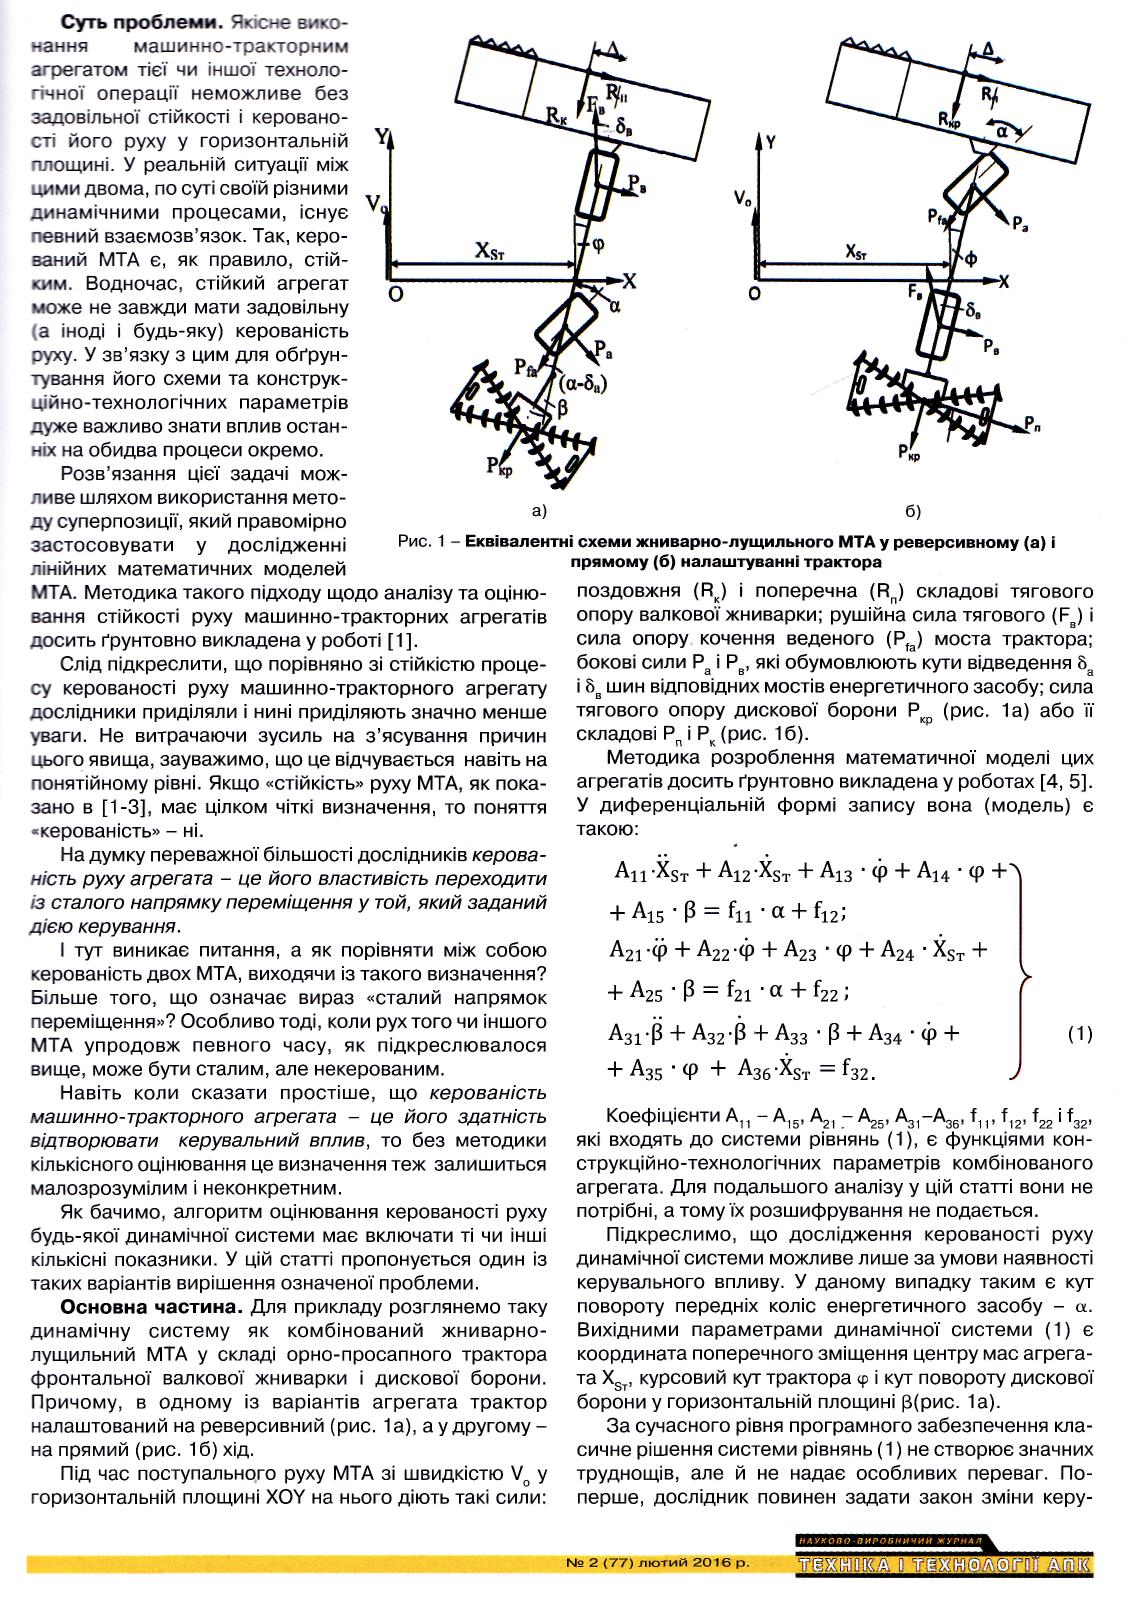 Суть проблеми. Якісне вико-
нання машинно-тракторним
агрегатом тієї чи іншої техноло-
гічної операції неможливе без
задовільної стійкості і керовано-
сті його руху у горизонтальній
площині. У реальній ситуації між
цими двома, по суті своїй різними
динамічними процесами, існує
певний взаємозв'язок. Так, керо-
ваний МТА є, як правило, стій-
ким. Водночас, стійкий агрегат
може не завжди мати задовільну
(а іноді і будь-яку) керованість
руху. У зв'язку з цим для обґрун-
тування його схеми та конструк-
ційно-технологічних параметрів
дуже важливо знати вплив остан-
ніх на обидва процеси окремо.
Розв'язання цієї задачі мож-
ливе шляхом використання мето-
ду суперпозиції, який правомірно
застосовувати у дослідженні
лінійних математичних моделей
МТА. Методика такого підходу щодо аналізу та оціню-
вання стійкості руху машинно-тракторних агрегатів
досить ґрунтовно викладена у роботі [1].
Слід підкреслити, що порівняно зі стійкістю проце-
су керованості руху машинно-тракторного агрегату
дослідники приділяли і нині приділяють значно менше
уваги. Не витрачаючи зусиль на з'ясування причин
цього явища, зауважимо, що це відчувається навіть на
понятійному рівні. Якщо «стійкість» руху МТА, як пока-
зано в [1-3], має цілком чіткі визначення, то поняття
«керованість» – ні.
На думку переважної більшості дослідників керова-
ність руху агрегата – це його властивість переходити
із сталого напрямку переміщення у той, який заданий
дією керування.
І тут виникає питання, а як порівняти між собою
керованість двох МТА, виходячи із такого визначення?
Більше того, що означає вираз «сталий напрямок
переміщення»? Особливо тоді, коли рух того чи іншого
МТА упродовж певного часу, як підкреслювалося
вище, може бути сталим, але некерованим.
Навіть коли сказати простіше, що керованість
машинно-тракторного агрегата – це його здатність
відтворювати керувальний вплив, то без методики
кількісного оцінювання це визначення теж залишиться
малозрозумілим і неконкретним.
Як бачимо, алгоритм оцінювання керованості руху
будь-якої динамічної системи має включати ті чи інші
кількісні показники. У цій статті пропонується один із
таких варіантів вирішення означеної проблеми.
Основна частина. Для прикладу розглянемо таку
динамічну систему як комбінований жниварно-
лущильний МТА у складі орно-просапного трактора
фронтальної валкової жниварки і дискової борони.
Причому, в одному із варіантів агрегата трактор
налаштований на реверсивний (рис. 1а), а у другому –
на прямий (рис. 1б) хід.
Під час поступального руху МТА зі швидкістю Vₒ у
горизонтальній площині XOY на нього діють такі сили:
Δ
Rп
Fв
Rк
δв
Y
Pв
Vo
φ
XSт
X
O
α
Pa
Pfa
(α-δa)
β
Pкр
а)
Δ
Rп
Rкр
α
Y
Vo
Pfa
Pa
XSт
ϕ
X
O
Fв
δв
Pв
Pп
Pкр
б)
Рис. 1 – Еквівалентні схеми жниварно-лущильного МТА у реверсивному (а) і
прямому (б) налаштуванні трактора
поздовжня (Rк) і поперечна (Rп) складові тягового
опору валкової жниварки; рушійна сила тягового (Fв) і
сила опору кочення веденого (Pfa) моста трактора;
бокові сили Pа і Pв, які обумовлюють кути відведення δа
і δв шин відповідних мостів енергетичного засобу; сила
тягового опору дискової борони Pкр (рис. 1а) або її
складові Pп і Pк (рис. 1б).
Методика розроблення математичної моделі цих
агрегатів досить ґрунтовно викладена у роботах [4, 5].
У диференціальній формі запису вона (модель) є
такою:
A₁₁·ẌSт + A₁₂·ẊSт + A₁₃ · φ̇ + A₁₄ · φ +
+ A₁₅ · β = f₁₁ · α + f₁₂;
A₂₁·φ̈ + A₂₂·φ̇ + A₂₃ · φ + A₂₄ · ẊSт +
+ A₂₅ · β = f₂₁ · α + f₂₂;
A₃₁·β̈ + A₃₂·β̇ + A₃₃ · β + A₃₄ · φ̇ +
(1)
+ A₃₅ · φ + A₃₆·ẊSт = f₃₂.
Коефіцієнти A₁₁ – A₁₅, A₂₁ – A₂₅, A₃₁–A₃₆, f₁₁, f₁₂, f₂₂ і f₃₂,
які входять до системи рівнянь (1), є функціями кон-
струкційно-технологічних параметрів комбінованого
агрегата. Для подальшого аналізу у цій статті вони не
потрібні, а тому їх розшифрування не подається.
Підкреслимо, що дослідження керованості руху
динамічної системи можливе лише за умови наявності
керувального впливу. У даному випадку таким є кут
повороту передніх коліс енергетичного засобу – α.
Вихідними параметрами динамічної системи (1) є
координата поперечного зміщення центру мас агрега-
та XSт, курсовий кут трактора φ і кут повороту дискової
борони у горизонтальній площині β(рис. 1а).
За сучасного рівня програмного забезпечення кла-
сичне рішення системи рівнянь (1) не створює значних
труднощів, але й не надає особливих переваг. По-
перше, дослідник повинен задати закон зміни керу-
НАУКОВО-ВИРОБНИЧИЙ ЖУРНАЛ
№ 2 (77) лютий 2016 р.
ТЕХНІКА І ТЕХНОЛОГІЇ АПК